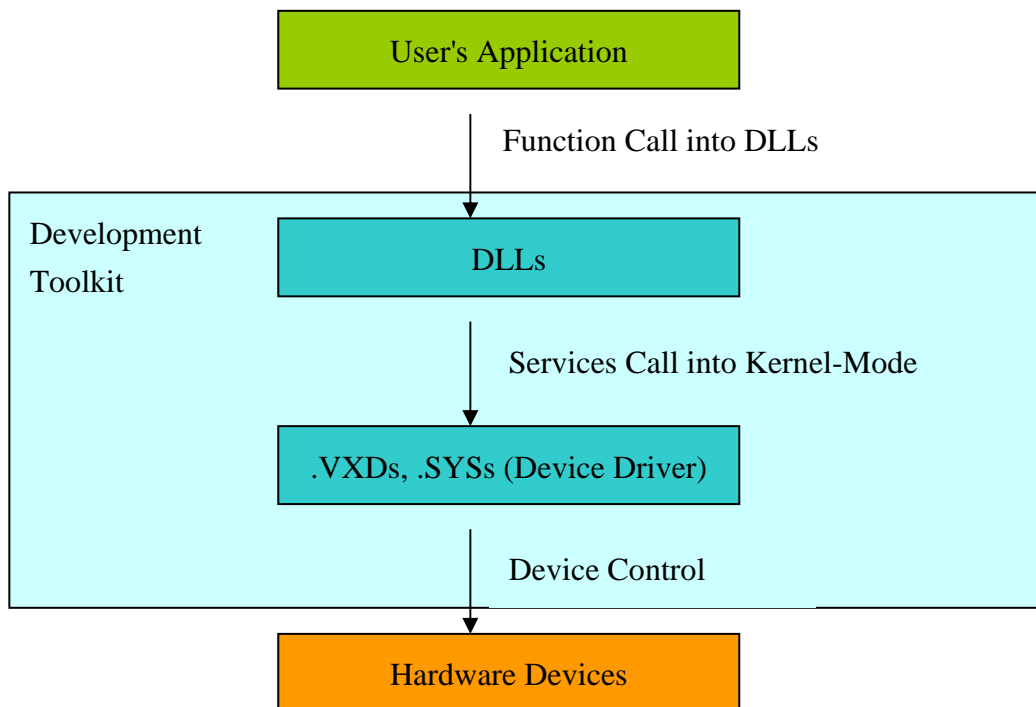 User's Application
Function Call into DLLs
Development
Toolkit
DLLs
Services Call into Kernel-Mode
.VXDs, .SYSs (Device Driver)
Device Control
Hardware Devices